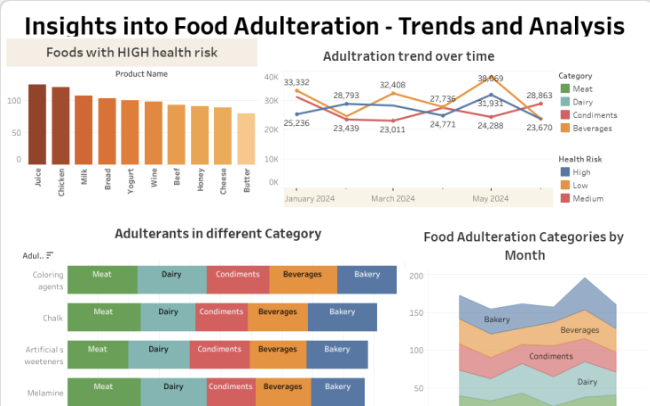 Insights into Food Adulteration - Trends and Analysis
Foods with HIGH health risk
Product Name
100
50
0
Juice
Chicken
Milk
Bread
Yogurt
Wine
Beef
Honey
Cheese
Butter
Adultration trend over time
40K
30K
20K
10K
0K
33,332
25,236
28,793
23,439
32,408
23,011
27,736
24,771
38,669
31,931
24,288
28,863
23,670
January 2024
March 2024
May 2024
Category
Meat
Dairy
Condiments
Beverages
Health Risk
High
Low
Medium
Adulterants in different Category
Adul..
Coloring
agents
Meat
Dairy
Condiments
Beverages
Bakery
Chalk
Meat
Dairy
Condiments
Beverages
Bakery
Artificial s
weeteners
Meat
Dairy
Condiments
Beverages
Bakery
Melamine
Meat
Dairy
Condiments
Beverages
Bakery
Food Adulteration Categories by
Month
200
150
100
50
Bakery
Beverages
Condiments
Dairy